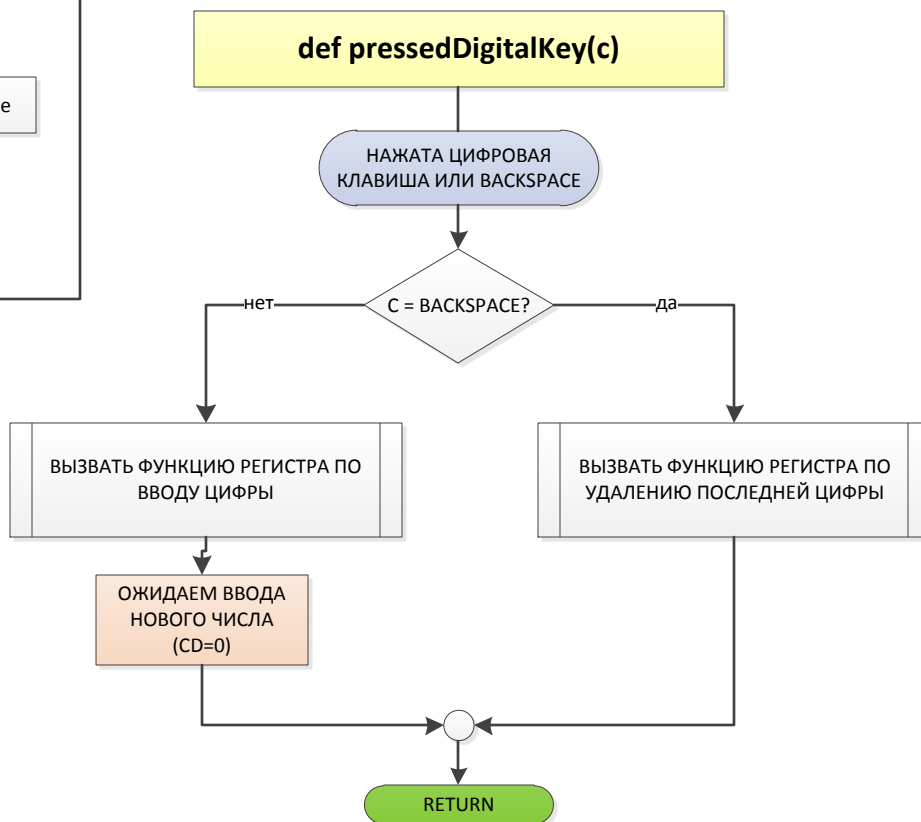 е
def pressedDigitalKey(c)
НАЖАТА ЦИФРОВАЯ
КЛАВИША ИЛИ BACKSPACE
C = BACKSPACE?
нет
да
ВЫЗВАТЬ ФУНКЦИЮ РЕГИСТРА ПО
ВВОДУ ЦИФРЫ
ВЫЗВАТЬ ФУНКЦИЮ РЕГИСТРА ПО
УДАЛЕНИЮ ПОСЛЕДНЕЙ ЦИФРЫ
ОЖИДАЕМ ВВОДА
НОВОГО ЧИСЛА
(CD=0)
RETURN